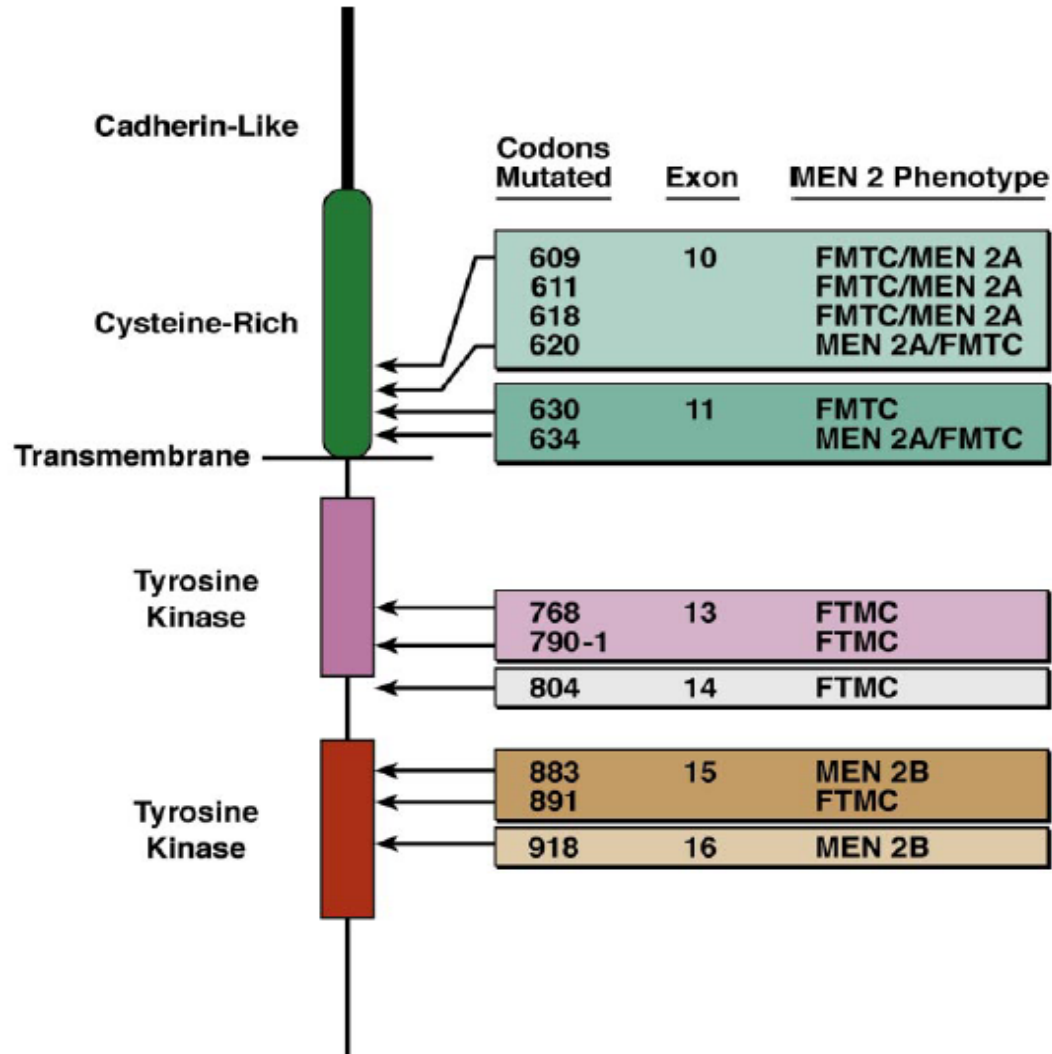 Cadherin-Like
Codons
Mutated Exon MEN 2 Phenotype
609 10 FMTC/MEN 2A
611 FMTC/MEN 2A
Cysteine-Rich
618 FMTC/MEN 2A
620 MEN 2A/FMTC
630 11 FMTC
634 MEN 2A/FMTC
Transmembrane
Tyrosine
Kinase
768 13 FTMC
790-1 FTMC
804 14 FTMC
883 15 MEN 2B
891 FTMC
Tyrosine
Kinase
918 16 MEN 2B